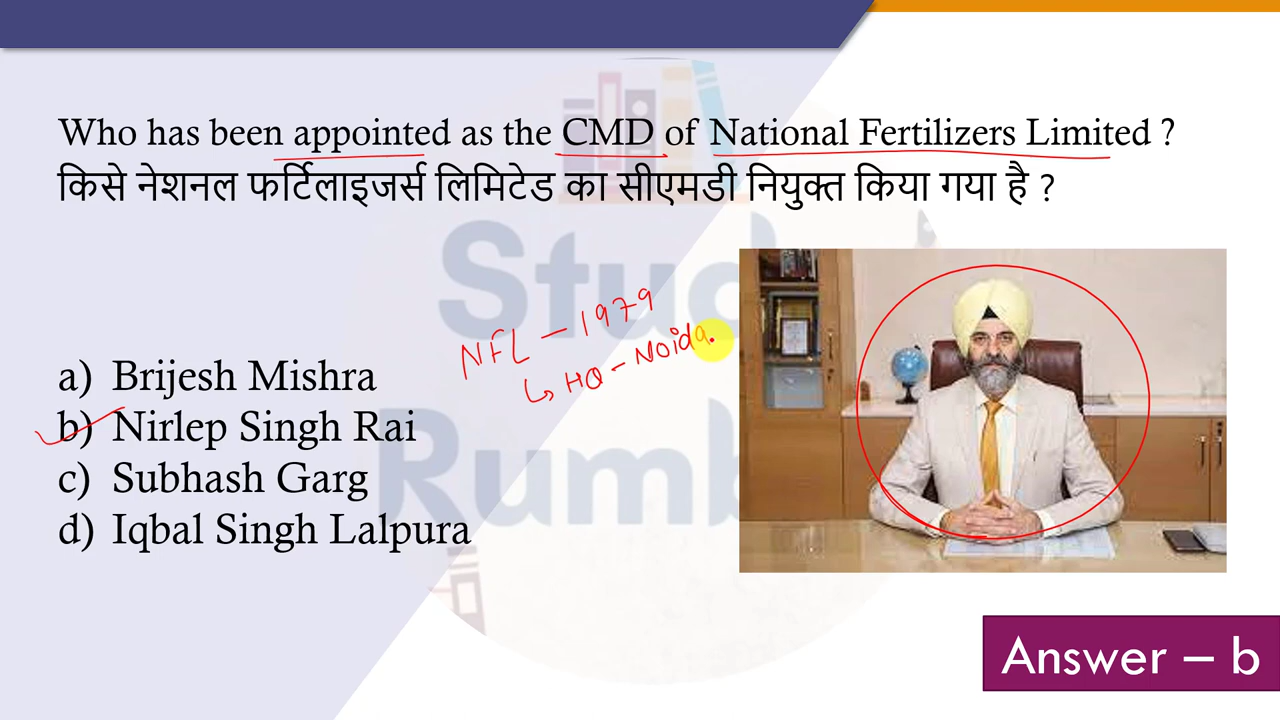 Who has been appointed as the CMD of National Fertilizers Limited ?
किसे नेशनल फर्टिलाइजर्स लिमिटेड का सीएमडी नियुक्त किया गया है ?
NFL - 1979
↳ HQ - Noida.
a) Brijesh Mishra
b) Nirlep Singh Rai
c) Subhash Garg
d) Iqbal Singh Lalpura
Answer – b